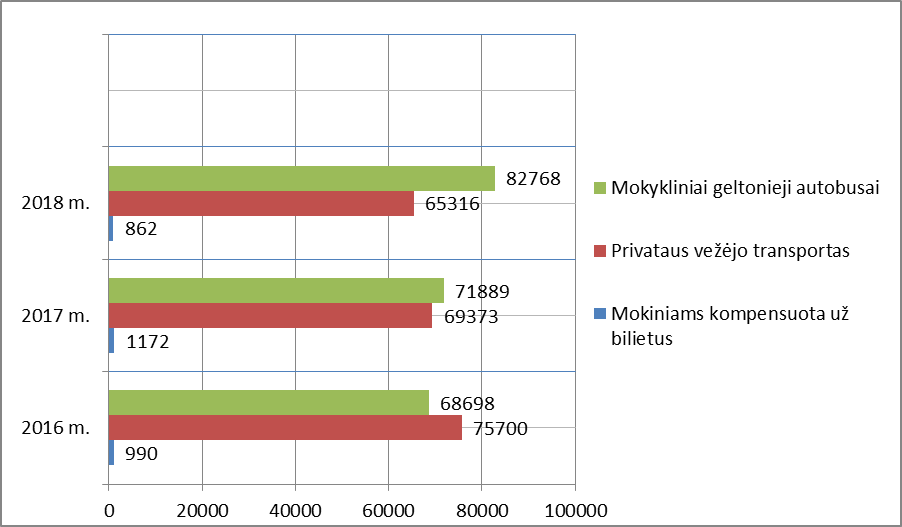 2018 m.
82768
65316
862
2017 m.
71889
69373
1172
2016 m.
68698
75700
990
0 20000 40000 60000 80000 100000
Mokykliniai geltonieji autobusai
Privataus vežėjo transportas
Mokiniams kompensuota už
bilietus